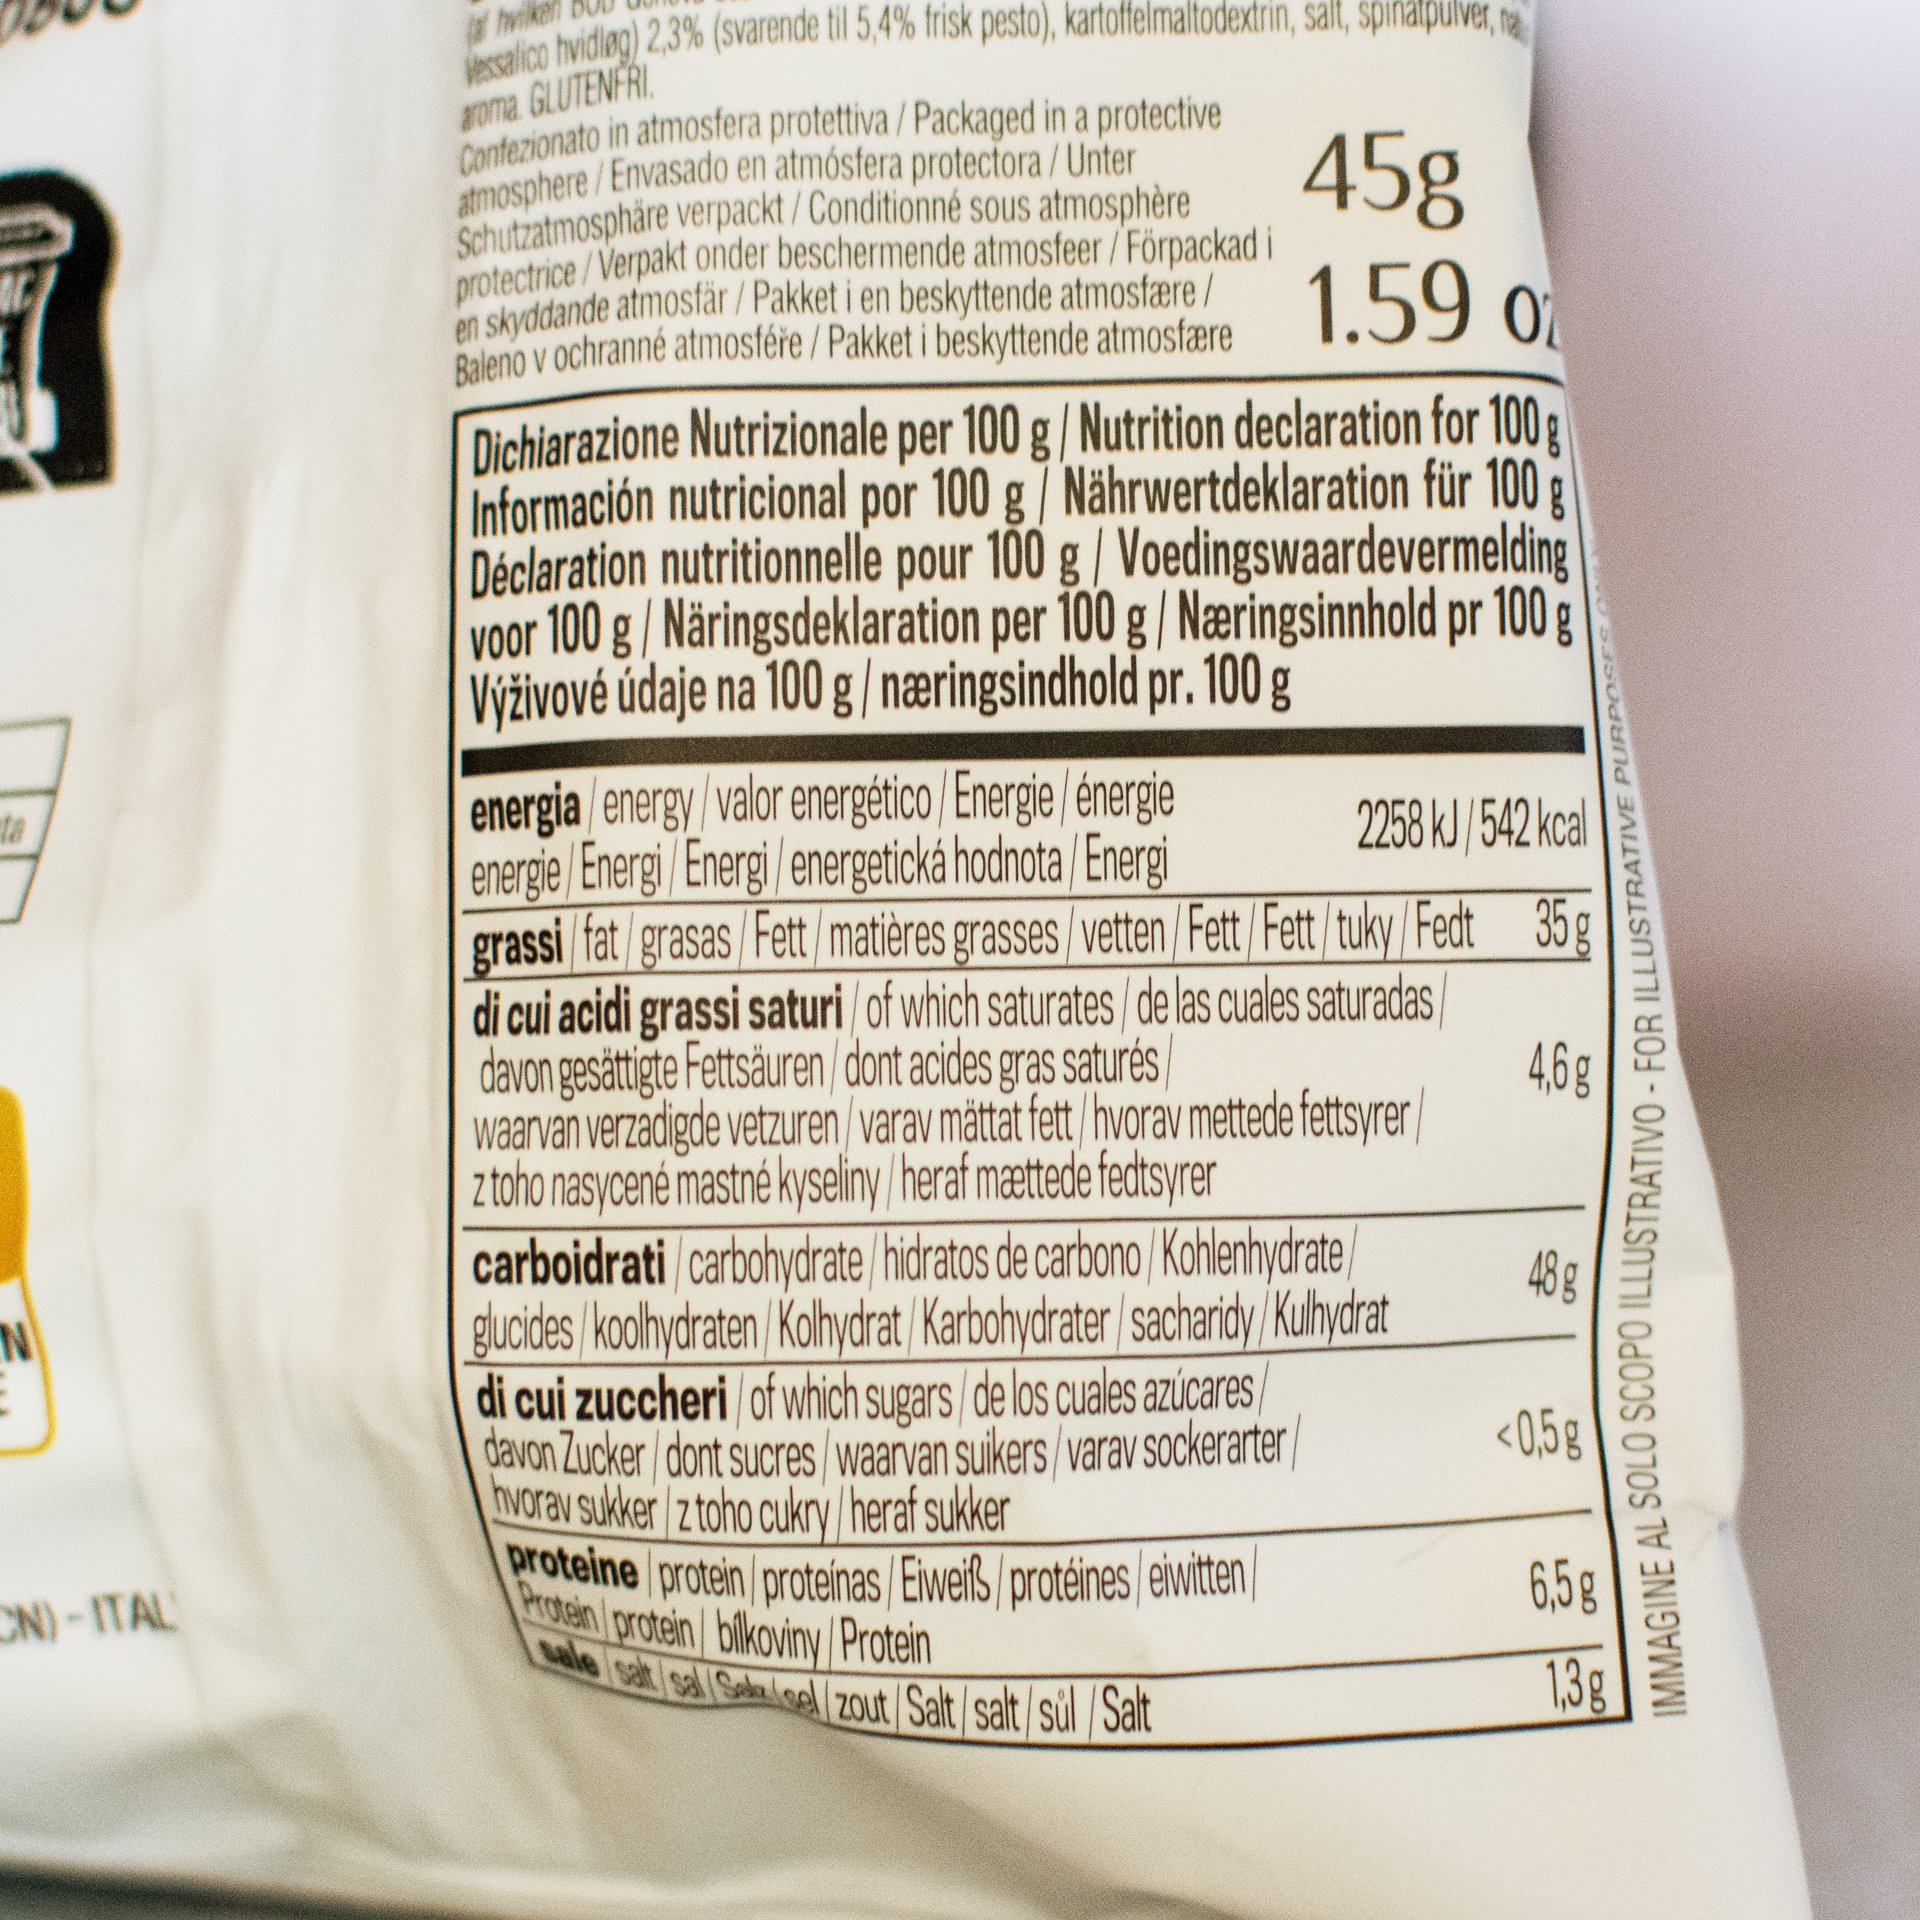 (af hvilken BOD
Vessalico hvidløg) 2,3% (svarende til 5,4% frisk pesto), kartoffelmaltodextrin, salt, spinatpulver,
aroma. GLUTENFRI.
Confezionato in atmosfera protettiva / Packaged in a protective
atmosphere / Envasado en atmósfera protectora / Unter
Schutzatmosphäre verpackt / Conditionné sous atmosphère
protectrice / Verpakt onder beschermende atmosfeer / Förpackad i
en skyddande atmosfär / Pakket i en beskyttende atmosfære /
Baleno v ochranné atmosféře / Pakket i beskyttende atmosfære
45g
1.59 oz
Dichiarazione Nutrizionale per 100 g / Nutrition declaration for 100 g
Información nutricional por 100 g / Nährwertdeklaration für 100 g
Déclaration nutritionnelle pour 100 g / Voedingswaardevermelding
voor 100 g / Näringsdeklaration per 100 g / Næringsinnhold pr 100 g
Výživové údaje na 100 g / næringsindhold pr. 100 g
energia / energy / valor energético / Energie / énergie
energie / Energi / Energi / energetická hodnota / Energi
2258 kJ / 542 kcal
grassi / fat / grasas / Fett / matières grasses / vetten / Fett / Fett / tuky / Fedt 35 g
di cui acidi grassi saturi / of which saturates / de las cuales saturadas /
davon gesättigte Fettsäuren / dont acides gras saturés /
waarvan verzadigde vetzuren / varav mättat fett / hvorav mettede fettsyrer /
z toho nasycené mastné kyseliny / heraf mættede fedtsyrer
4,6 g
carboidrati / carbohydrate / hidratos de carbono / Kohlenhydrate /
glucides / koolhydraten / Kolhydrat / Karbohydrater / sacharidy / Kulhydrat
48 g
di cui zuccheri / of which sugars / de los cuales azúcares /
davon Zucker / dont sucres / waarvan suikers / varav sockerarter /
hvorav sukker / z toho cukry / heraf sukker
<0,5 g
proteine / protein / proteínas / Eiweiß / protéines / eiwitten /
Protein / protein / bílkoviny / Protein
6,5 g
sale / salt / sal / Salz / sel / zout / Salt / salt / sůl / Salt
1,3 g
IMMAGINE AL SOLO SCOPO ILLUSTRATIVO - FOR ILLUSTRATIVE PURPOSES
CN) - ITAL